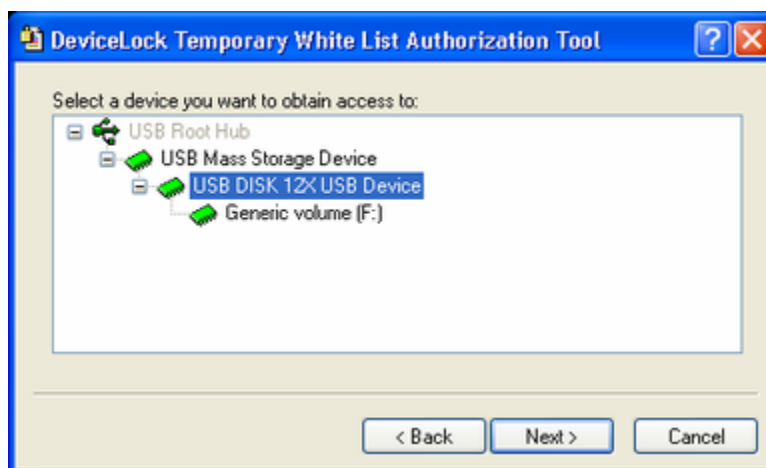 DeviceLock Temporary White List Authorization Tool
Select a device you want to obtain access to:
USB Root Hub
USB Mass Storage Device
USB DISK 12X USB Device
Generic volume (F:)
< Back Next > Cancel